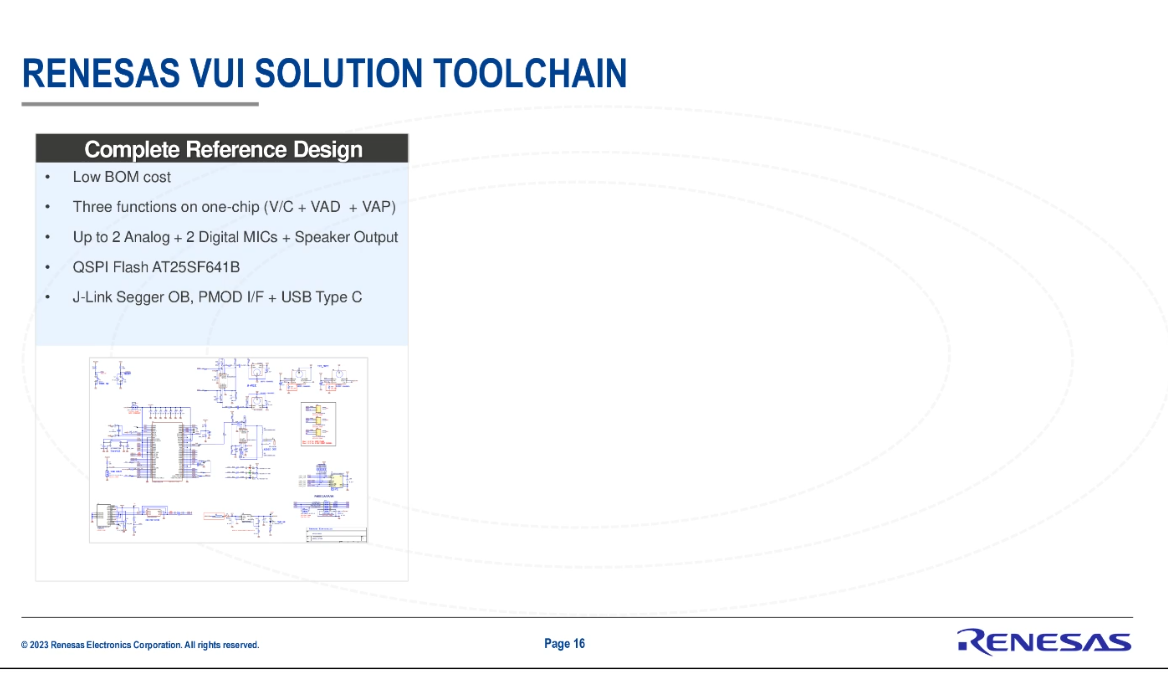 RENESAS VUI SOLUTION TOOLCHAIN
Complete Reference Design
• Low BOM cost
• Three functions on one-chip (V/C + VAD + VAP)
• Up to 2 Analog + 2 Digital MICs + Speaker Output
• QSPI Flash AT25SF641B
• J-Link Segger OB, PMOD I/F + USB Type C
© 2023 Renesas Electronics Corporation. All rights reserved.
Page 16
RENESAS